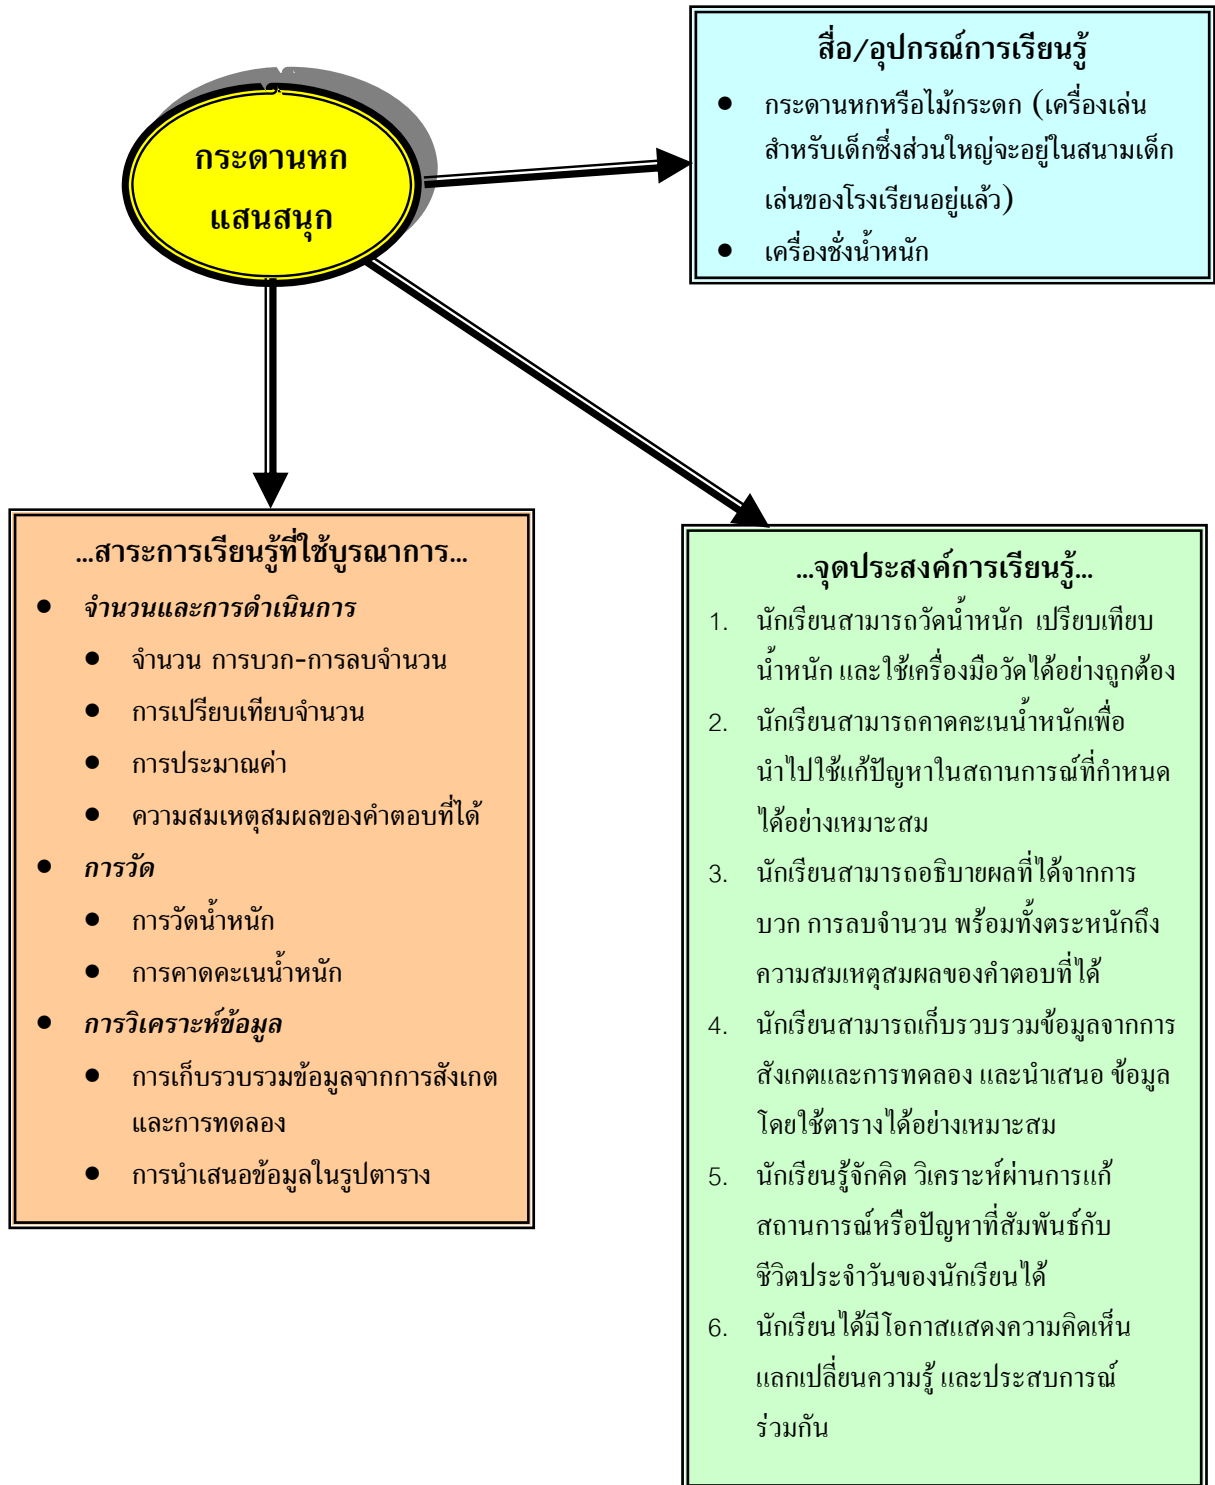 กระดานหก
แสนสนุก
สื่อ/อุปกรณ์การเรียนรู้
● กระดานหกหรือไม้กระดก (เครื่องเล่น
สำหรับเด็กซึ่งส่วนใหญ่จะอยู่ในสนามเด็ก
เล่นของโรงเรียนอยู่แล้ว)
● เครื่องชั่งน้ำหนัก
...สาระการเรียนรู้ที่ใช้บูรณาการ...
● จำนวนและการดำเนินการ
● จำนวน การบวก-การลบจำนวน
● การเปรียบเทียบจำนวน
● การประมาณค่า
● ความสมเหตุสมผลของคำตอบที่ได้
● การวัด
● การวัดน้ำหนัก
● การคาดคะเนน้ำหนัก
● การวิเคราะห์ข้อมูล
● การเก็บรวบรวมข้อมูลจากการสังเกต
และการทดลอง
● การนำเสนอข้อมูลในรูปตาราง
...จุดประสงค์การเรียนรู้...
1. นักเรียนสามารถวัดน้ำหนัก เปรียบเทียบ
น้ำหนัก และใช้เครื่องมือวัดได้อย่างถูกต้อง
2. นักเรียนสามารถคาดคะเนน้ำหนักเพื่อ
นำไปใช้แก้ปัญหาในสถานการณ์ที่กำหนด
ได้อย่างเหมาะสม
3. นักเรียนสามารถอธิบายผลที่ได้จากการ
บวก การลบจำนวน พร้อมทั้งตระหนักถึง
ความสมเหตุสมผลของคำตอบที่ได้
4. นักเรียนสามารถเก็บรวบรวมข้อมูลจากการ
สังเกตและการทดลอง และนำเสนอ ข้อมูล
โดยใช้ตารางได้อย่างเหมาะสม
5. นักเรียนรู้จักคิด วิเคราะห์ผ่านการแก้
สถานการณ์หรือปัญหาที่สัมพันธ์กับ
ชีวิตประจำวันของนักเรียนได้
6. นักเรียนได้มีโอกาสแสดงความคิดเห็น
แลกเปลี่ยนความรู้ และประสบการณ์
ร่วมกัน